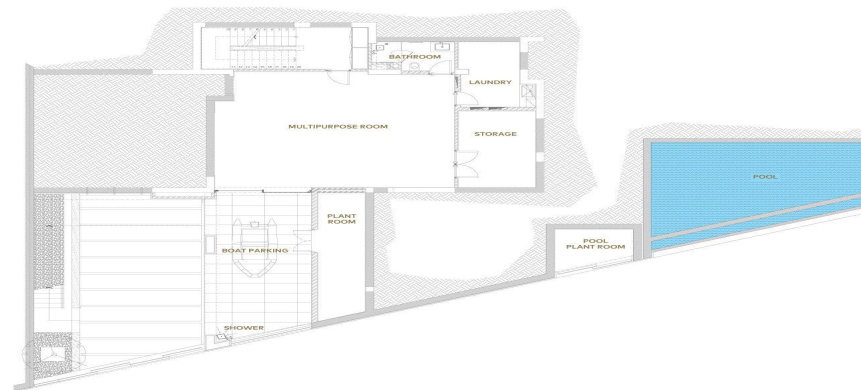 BATHROOM
LAUNDRY
MULTIPURPOSE ROOM
STORAGE
POOL
PLANT
ROOM
POOL
PLANT ROOM
BOAT PARKING
SHOWER